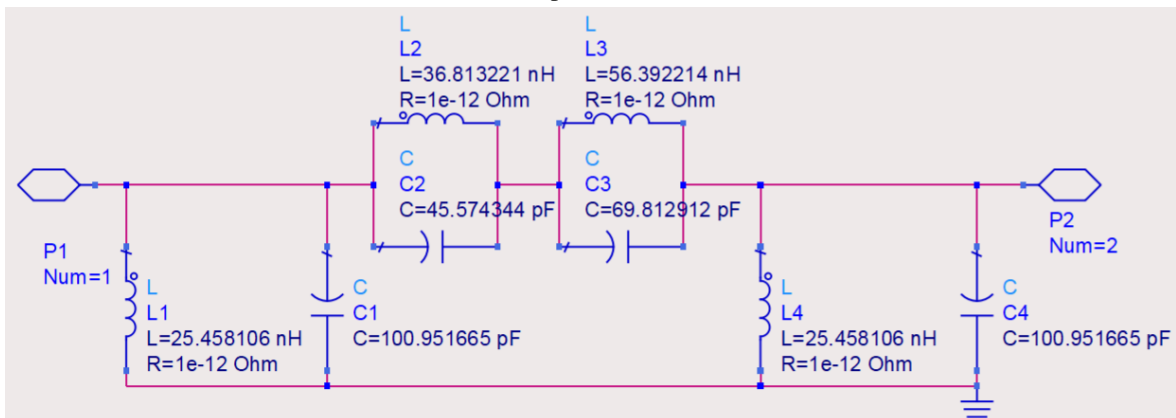 L
L2
L=36.813221 nH
R=1e-12 Ohm
L
L3
L=56.392214 nH
R=1e-12 Ohm
C
C2
C=45.574344 pF
C
C3
C=69.812912 pF
P1
Num=1
L
L1
L=25.458106 nH
R=1e-12 Ohm
C
C1
C=100.951665 pF
L
L4
L=25.458106 nH
R=1e-12 Ohm
C
C4
C=100.951665 pF
P2
Num=2